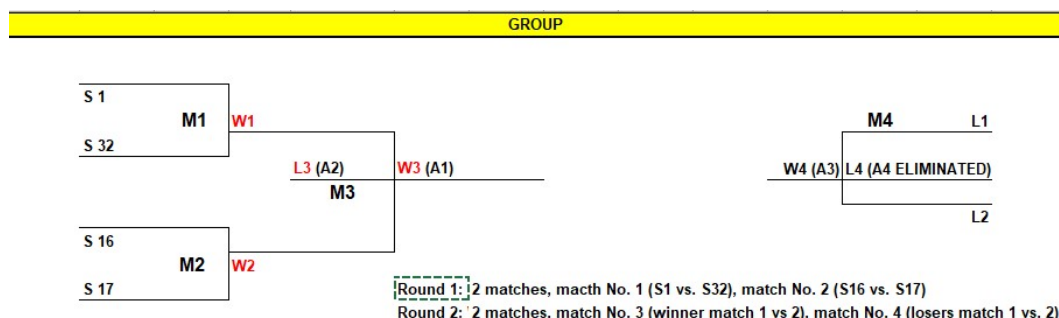 GROUP
S 1
M1 W1
S 32
L3 (A2) W3 (A1)
M3
S 16
M2 W2
S 17
M4 L1
W4 (A3) L4 (A4 ELIMINATED)
L2
Round 1: 2 matches, macth No. 1 (S1 vs. S32), match No. 2 (S16 vs. S17)
Round 2: 2 matches, match No. 3 (winner match 1 vs 2), match No. 4 (losers match 1 vs. 2)